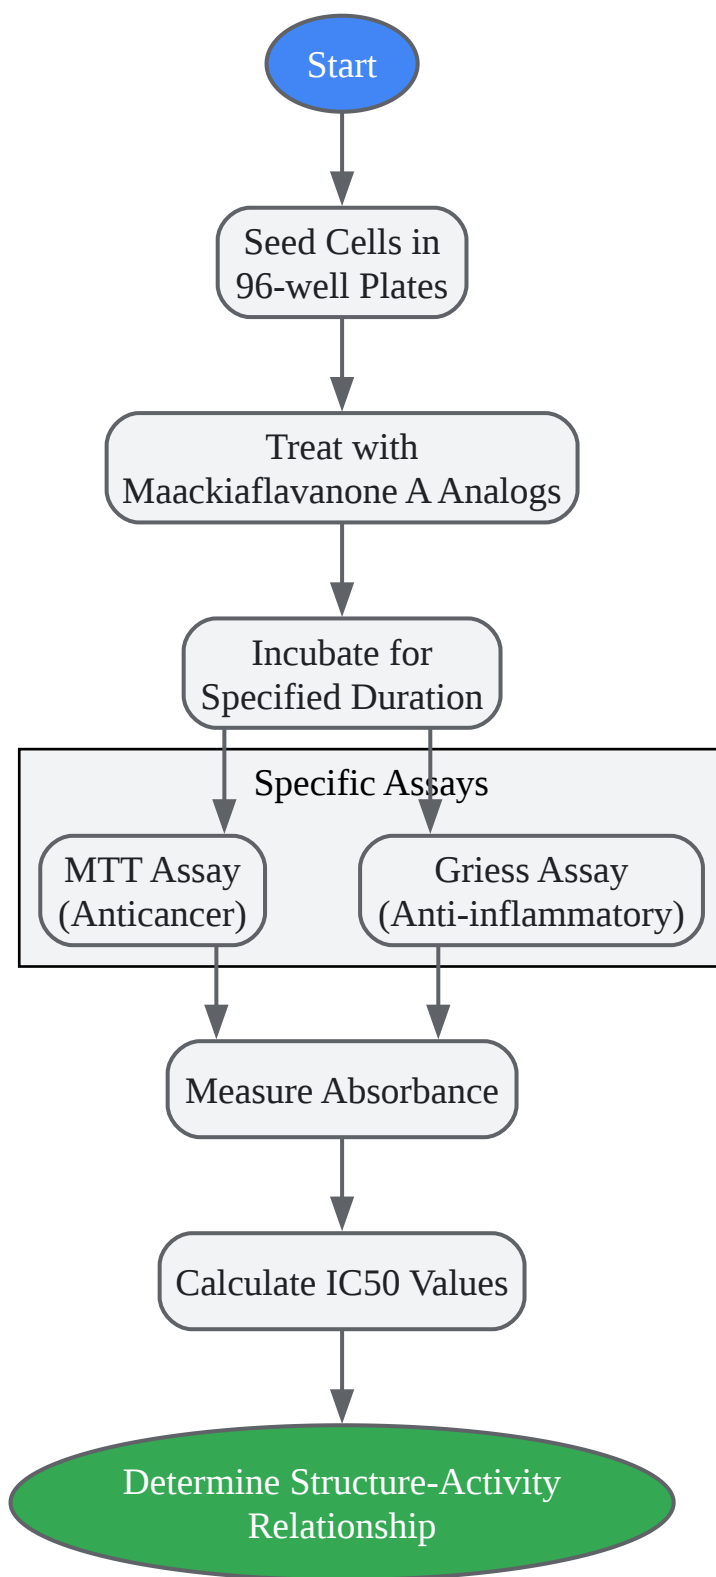 Start
Seed Cells in
96-well Plates
Treat with
Maackiaflavanone A Analogs
Incubate for
Specified Duration
Specific Assays
MTT Assay
(Anticancer)
Griess Assay
(Anti-inflammatory)
Measure Absorbance
Calculate IC50 Values
Determine Structure-Activity
Relationship